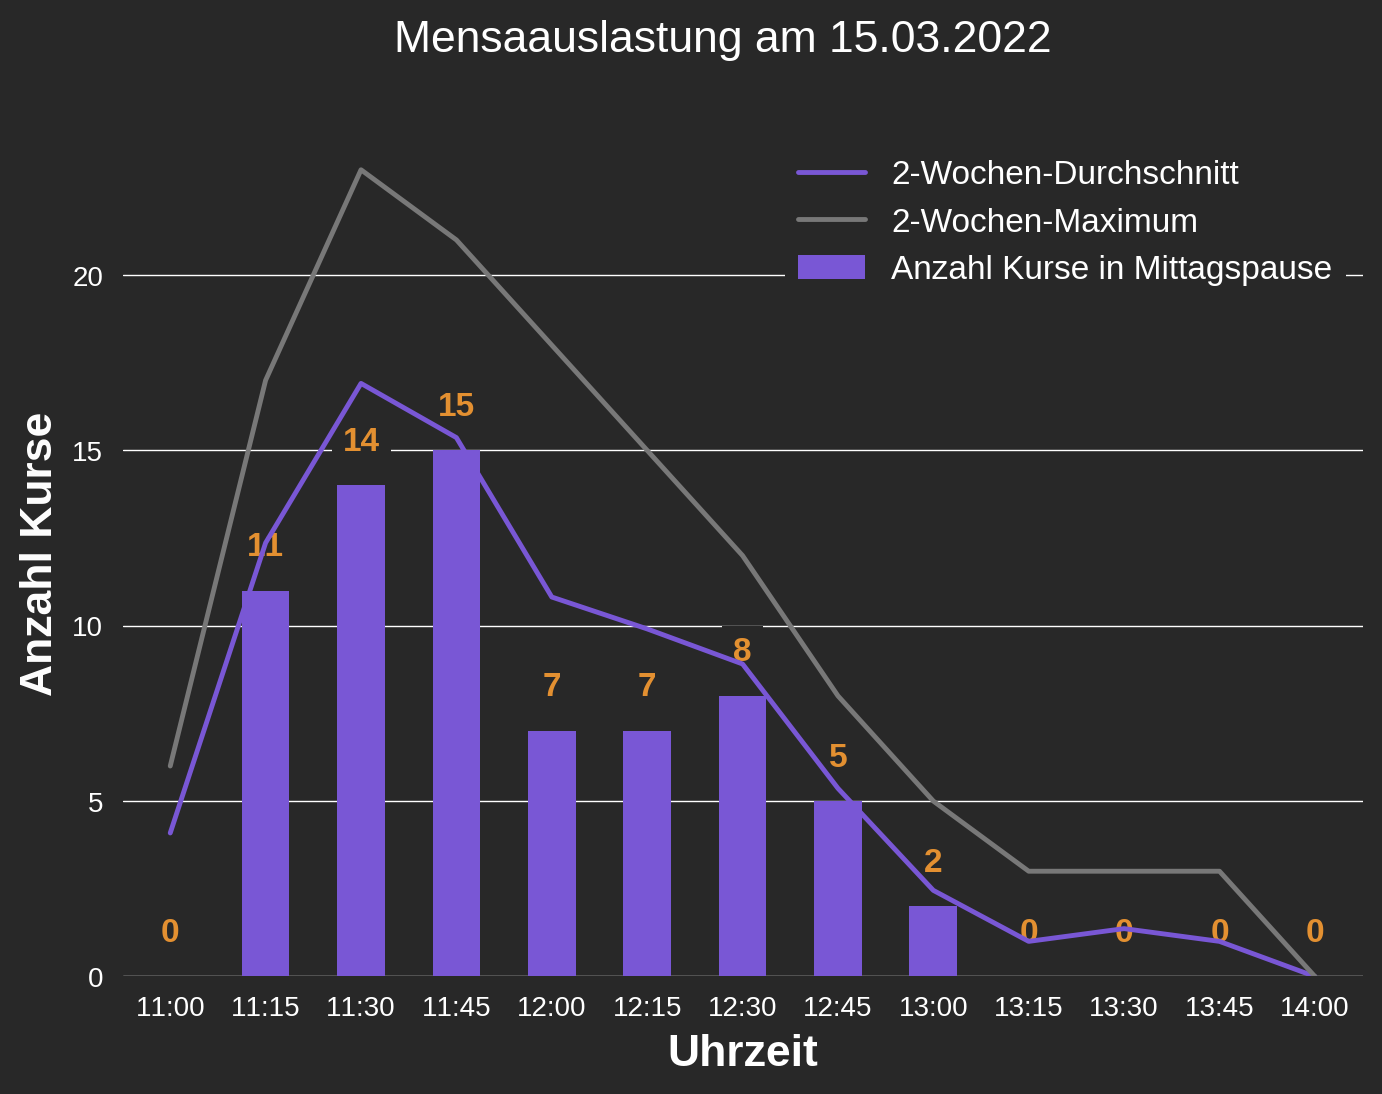 Mensaauslastung am 15.03.2022
2-Wochen-Durchschnitt
2-Wochen-Maximum
Anzahl Kurse in Mittagspause
Anzahl Kurse
20
15
10
5
0
0
11
14
15
7
7
8
5
2
0
0
0
0
11:00 11:15 11:30 11:45 12:00 12:15 12:30 12:45 13:00 13:15 13:30 13:45 14:00
Uhrzeit